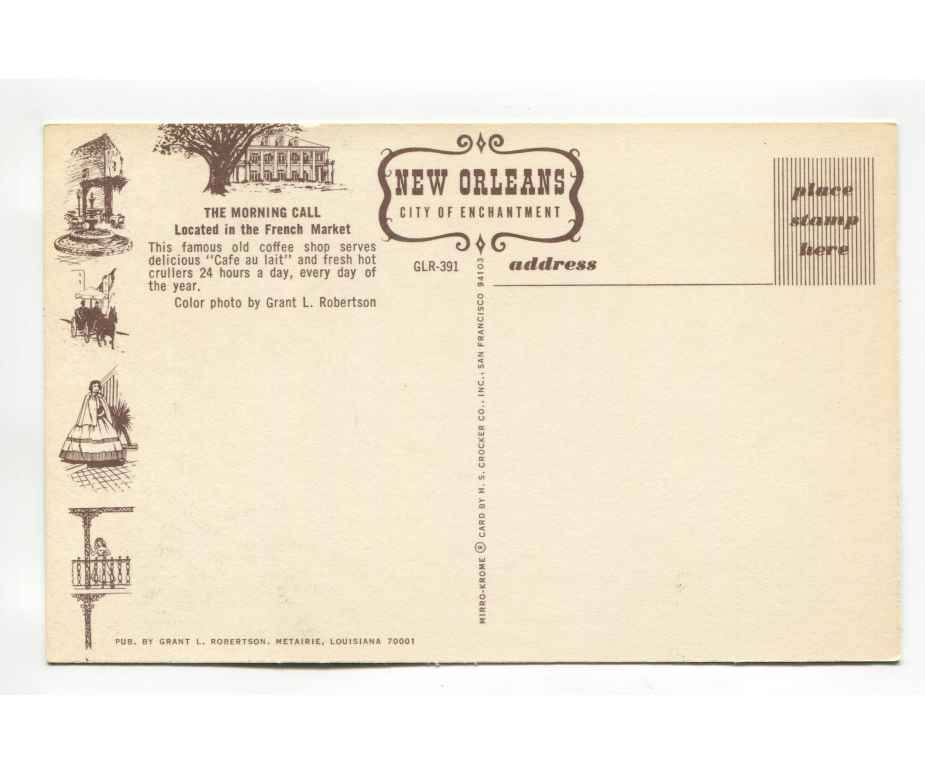 THE MORNING CALL
Located in the French Market
This famous old coffee shop serves
delicious "Cafe au lait" and fresh hot
crullers 24 hours a day, every day of
the year.
Color photo by Grant L. Robertson
NEW ORLEANS
CITY OF ENCHANTMENT
GLR-391
address
place
stamp
here
MIRRO-KROME ® CARD BY H. S. CROCKER CO., INC., SAN FRANCISCO 94103
PUB. BY GRANT L. ROBERTSON, METAIRIE, LOUISIANA 70001